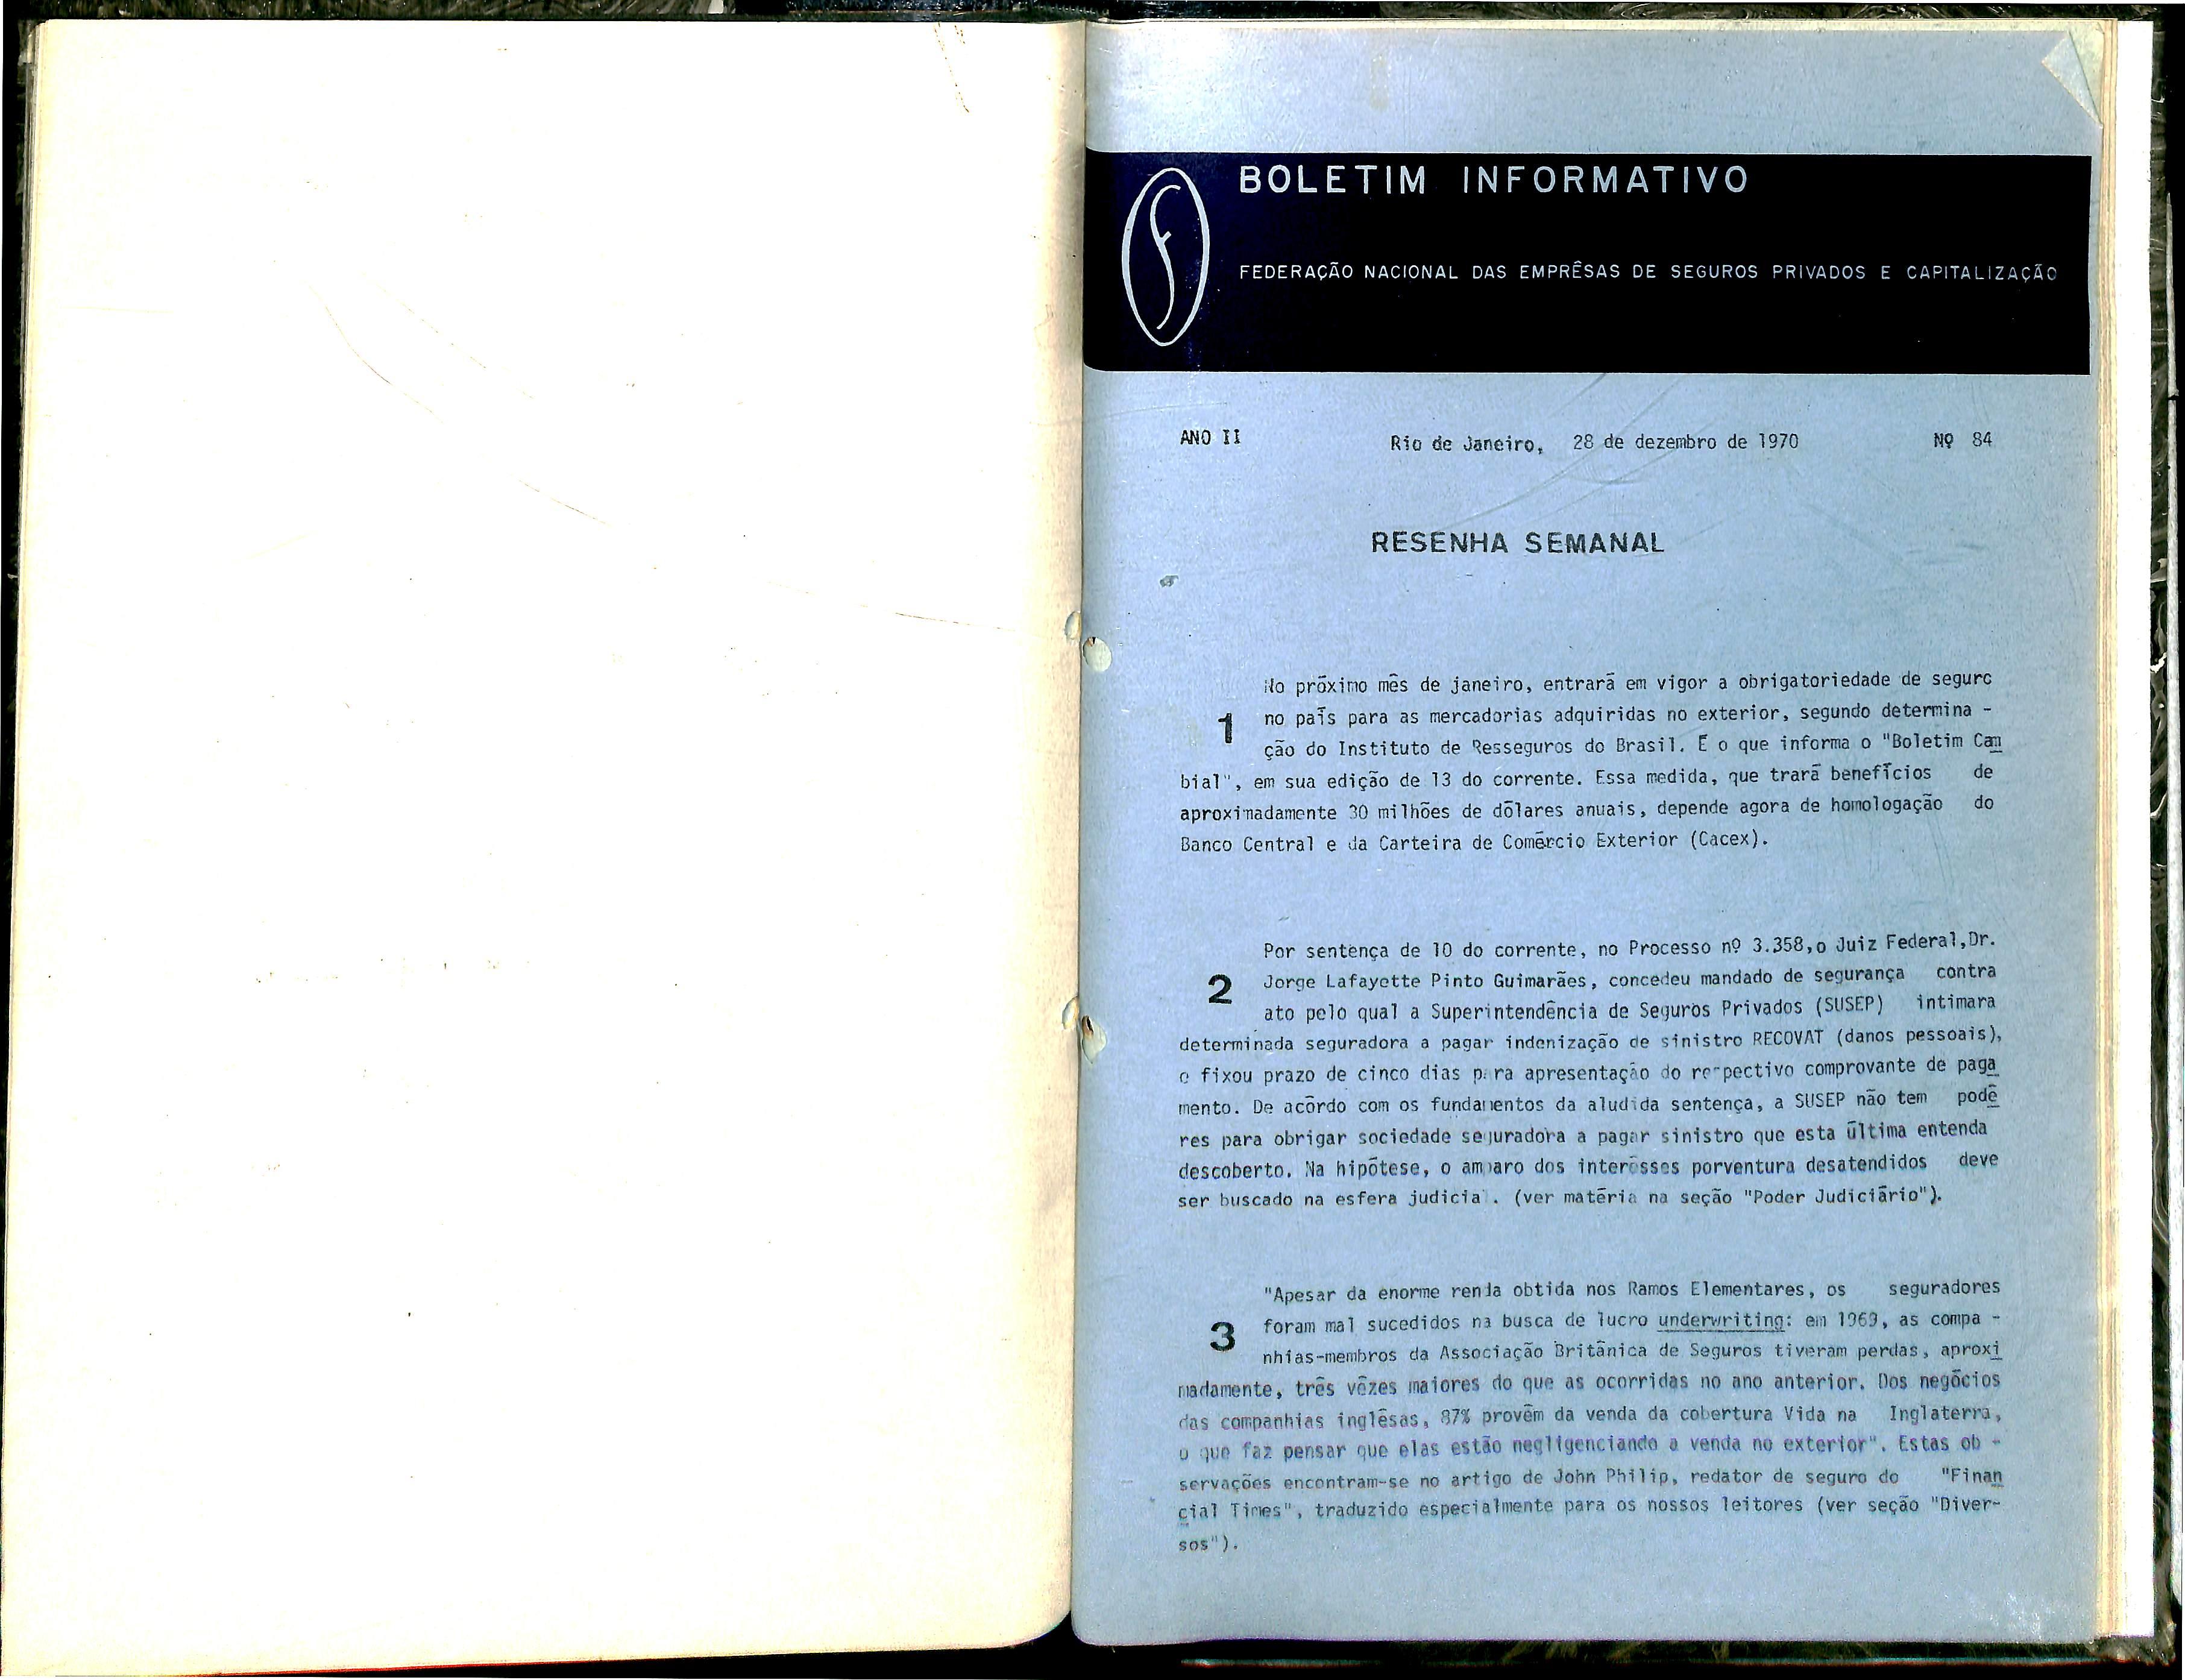 BOLETIM INFORMATIVO
FEDERAÇÃO NACIONAL DAS EMPRÊSAS DE SEGUROS PRIVADOS E CAPITALIZAÇÃO
ANO II Rio de Janeiro, 28 de dezembro de 1970 Nº 84
RESENHA SEMANAL
No próximo mês de janeiro, entrará em vigor a obrigatoriedade de seguro
1 no país para as mercadorias adquiridas no exterior, segundo determina -
ção do Instituto de Resseguros do Brasil. É o que informa o "Boletim Cam
bial", em sua edição de 13 do corrente. Essa medida, que trará benefícios de
aproximadamente 30 milhões de dólares anuais, depende agora de homologação do
Banco Central e da Carteira de Comércio Exterior (Cacex).
Por sentença de 10 do corrente, no Processo nº 3.358,o Juiz Federal,Dr.
2 Jorge Lafayette Pinto Guimarães, concedeu mandado de segurança contra
ato pelo qual a Superintendência de Seguros Privados (SUSEP) intimara
determinada seguradora a pagar indenização de sinistro RECOVAT (danos pessoais),
e fixou prazo de cinco dias para apresentação do respectivo comprovante de paga
mento. De acôrdo com os fundamentos da aludida sentença, a SUSEP não tem podê
res para obrigar sociedade seguradora a pagar sinistro que esta última entenda
descoberto. Na hipótese, o amparo dos interêsses porventura desatendidos deve
ser buscado na esfera judicial. (ver matéria na seção "Poder Judiciário").
"Apesar da enorme renda obtida nos Ramos Elementares, os seguradores
3 foram mal sucedidos na busca de lucro underwriting: em 1969, as compa -
nhias-membros da Associação Britânica de Seguros tiveram perdas, aproxi
madamente, três vêzes maiores do que as ocorridas no ano anterior. Dos negócios
das companhias inglêsas, 87% provêm da venda da cobertura Vida na Inglaterra,
o que faz pensar que elas estão negligenciando a venda no exterior". Estas ob -
servações encontram-se no artigo de John Philip, redator de seguro do "Finan
cial Times", traduzido especialmente para os nossos leitores (ver seção "Diver-
sos").